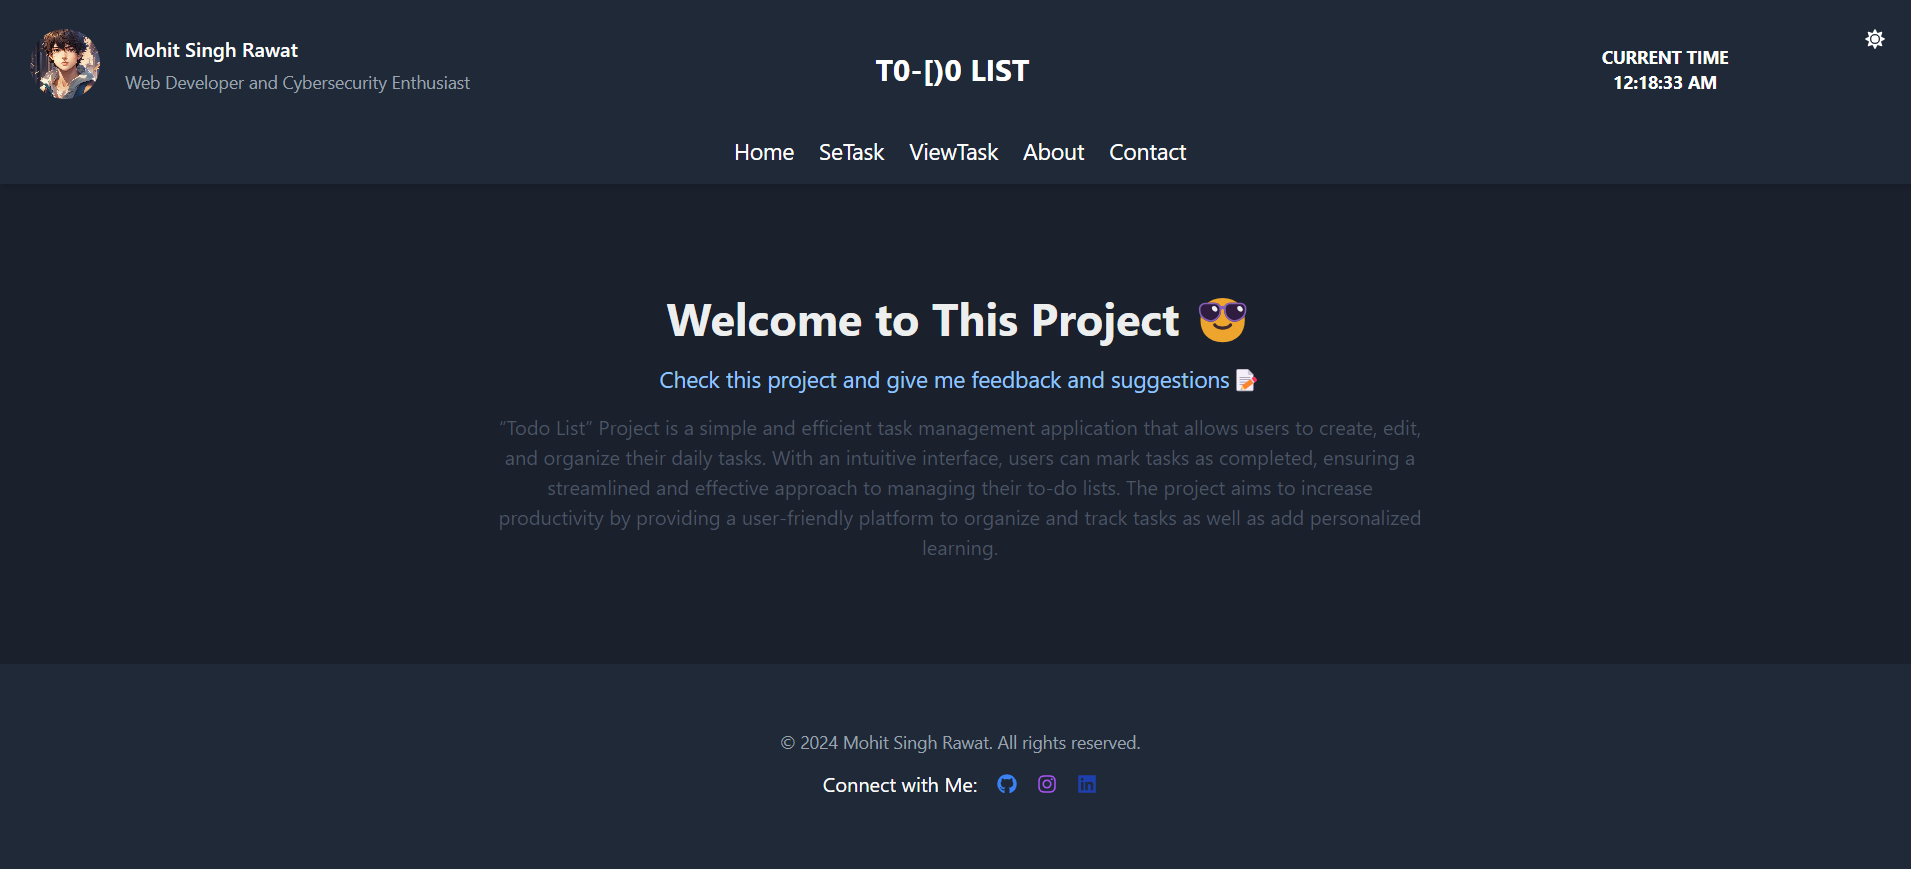 Mohit Singh Rawat
Web Developer and Cybersecurity Enthusiast
T0-[)0 LIST
CURRENT TIME
12:18:33 AM
Home SeTask ViewTask About Contact
Welcome to This Project 😎
Check this project and give me feedback and suggestions 📝
“Todo List” Project is a simple and efficient task management application that allows users to create, edit,
and organize their daily tasks. With an intuitive interface, users can mark tasks as completed, ensuring a
streamlined and effective approach to managing their to-do lists. The project aims to increase
productivity by providing a user-friendly platform to organize and track tasks as well as add personalized
learning.
© 2024 Mohit Singh Rawat. All rights reserved.
Connect with Me: